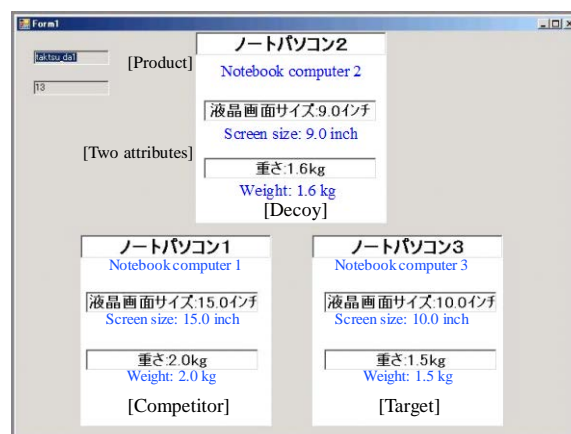 Form1
taktsu_da1
13
[Product]
ノートパソコン2
Notebook computer 2
[Two attributes]
液晶画面サイズ:9.0インチ
Screen size: 9.0 inch
重さ:1.6kg
Weight: 1.6 kg
[Decoy]
ノートパソコン1
Notebook computer 1
液晶画面サイズ:15.0インチ
Screen size: 15.0 inch
重さ:2.0kg
Weight: 2.0 kg
[Competitor]
ノートパソコン3
Notebook computer 3
液晶画面サイズ:10.0インチ
Screen size: 10.0 inch
重さ:1.5kg
Weight: 1.5 kg
[Target]